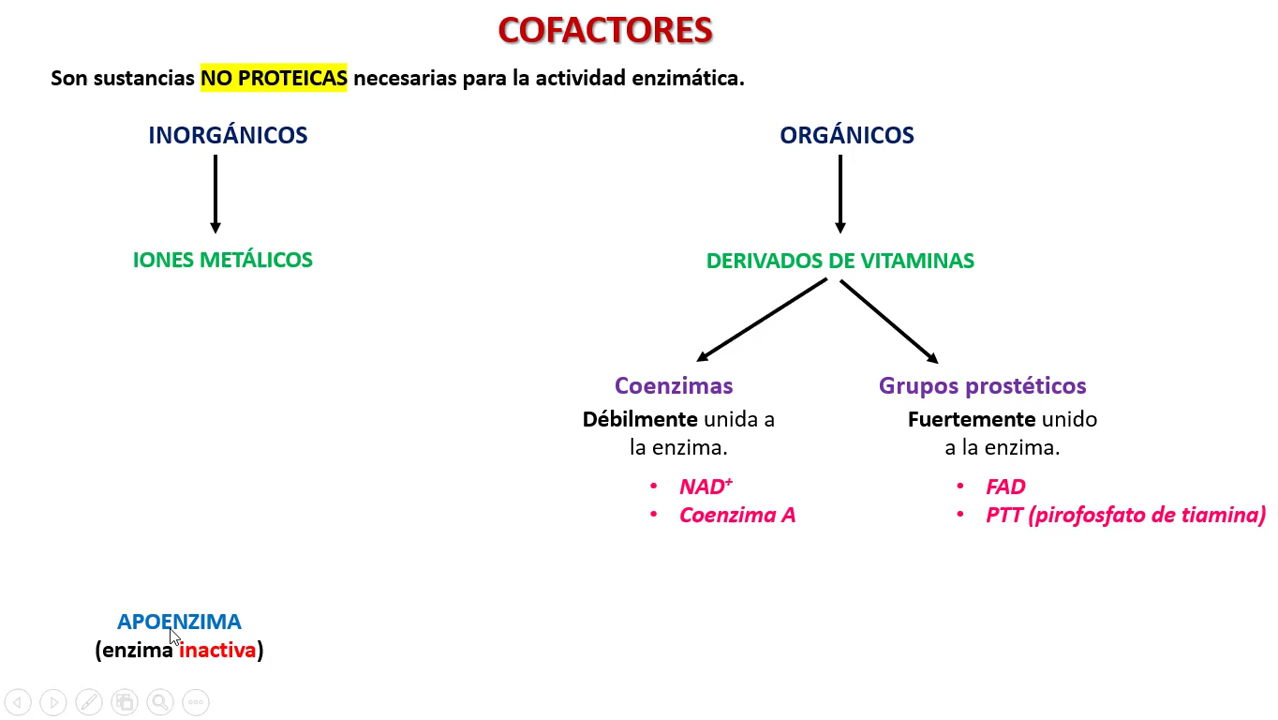 COFACTORES
Son sustancias NO PROTEICAS necesarias para la actividad enzimática.
INORGÁNICOS
IONES METÁLICOS
ORGÁNICOS
DERIVADOS DE VITAMINAS
Coenzimas
Débilmente unida a
la enzima.
• NAD⁺
• Coenzima A
Grupos prostéticos
Fuertemente unido
a la enzima.
• FAD
• PTT (pirofosfato de tiamina)
APOENZIMA
(enzima inactiva)